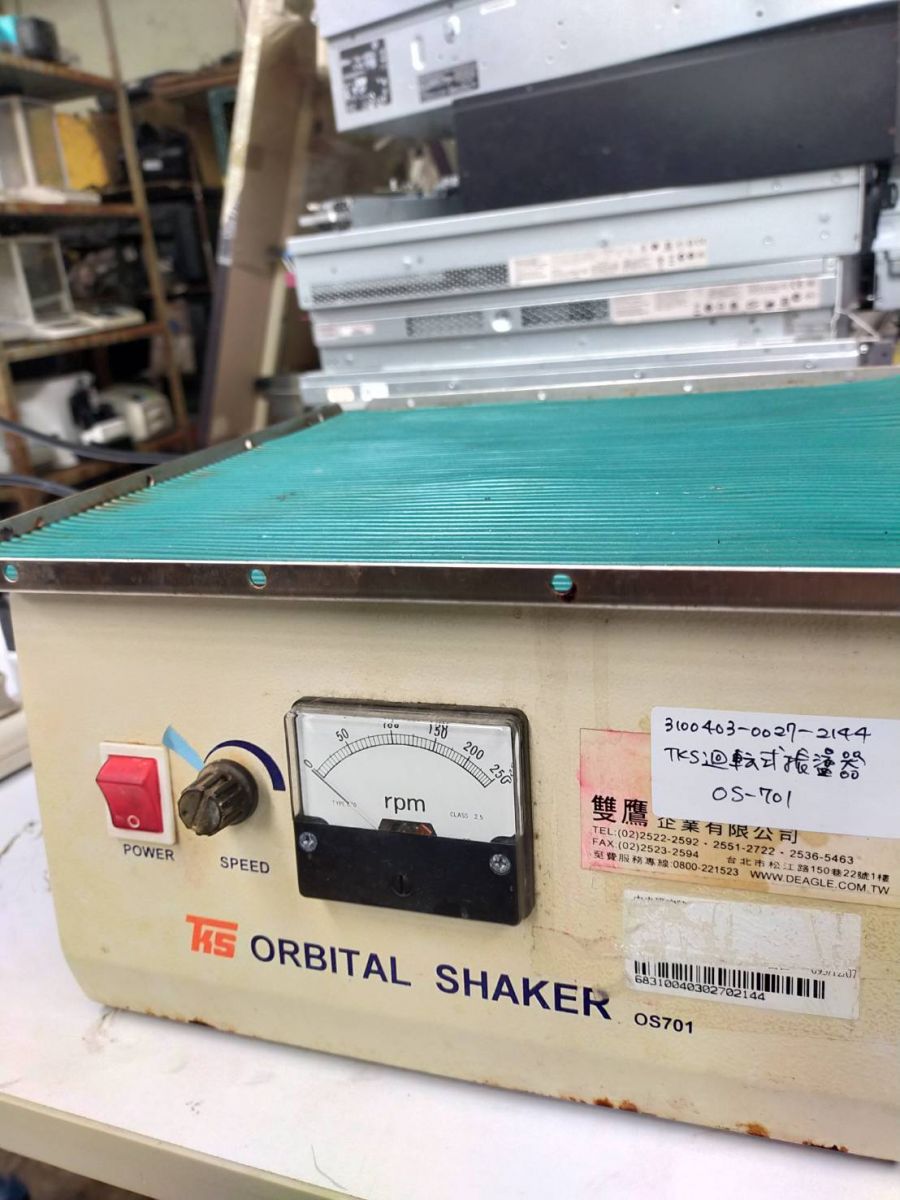 0
50
100
150
200
250
rpm
CLASS 2.5
POWER
SPEED
3100403-0027-2144
TKS迴転式振盪器
OS-701
雙鷹企業有限公司
TEL:(02)2522-2592・2551-2722・2536-5463
FAX:(02)2523-2594 台北市松江路150巷22號1樓
免費服務專線:0800-221523 WWW.DEAGLE.COM.TW
68310040302702144
TKS ORBITAL SHAKER OS701